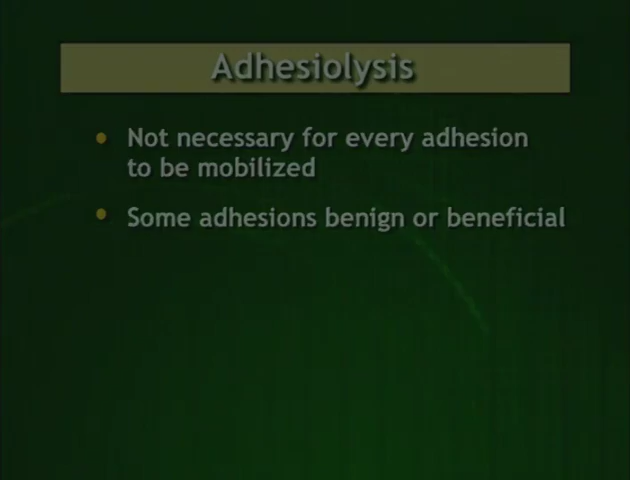 Adhesiolysis
Not necessary for every adhesion
to be mobilized
Some adhesions benign or beneficial